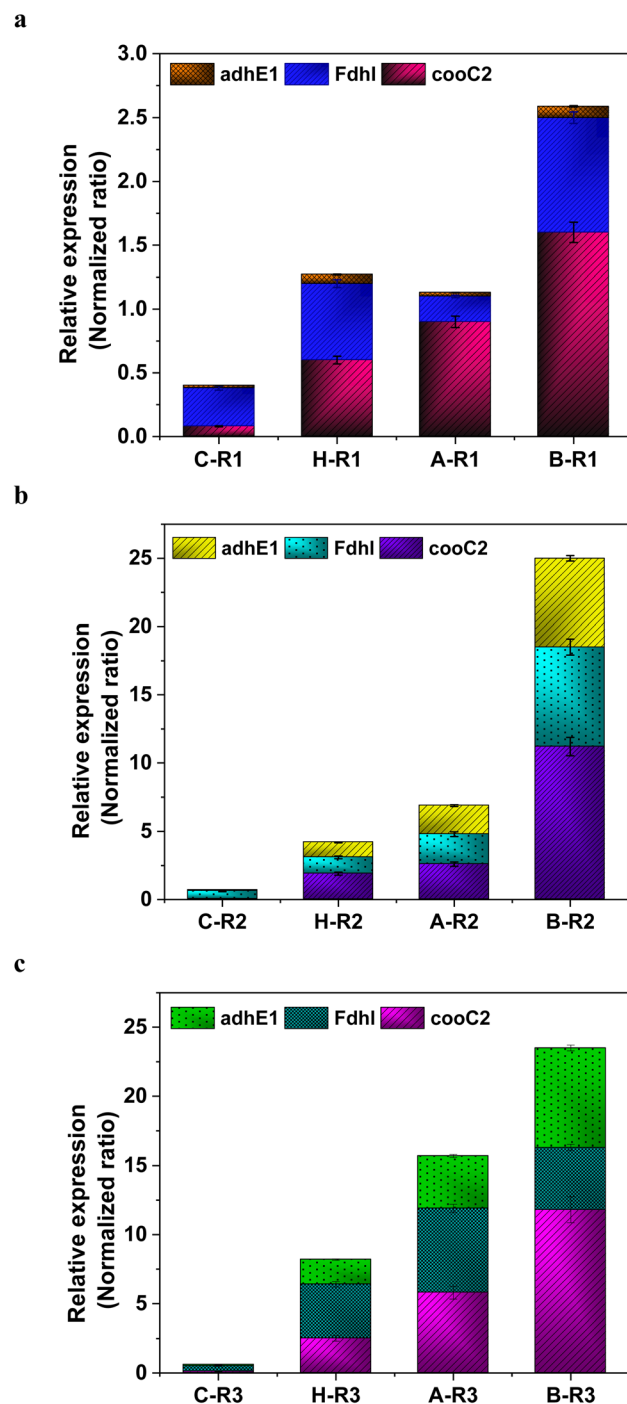 a
Relative expression
(Normalized ratio)
3.0
2.5
2.0
1.5
1.0
0.5
0.0
adhE1 FdhI cooC2
C-R1 H-R1 A-R1 B-R1
b
Relative expression
(Normalized ratio)
25
20
15
10
5
0
adhE1 FdhI cooC2
C-R2 H-R2 A-R2 B-R2
c
Relative expression
(Normalized ratio)
25
20
15
10
5
0
adhE1 FdhI cooC2
C-R3 H-R3 A-R3 B-R3